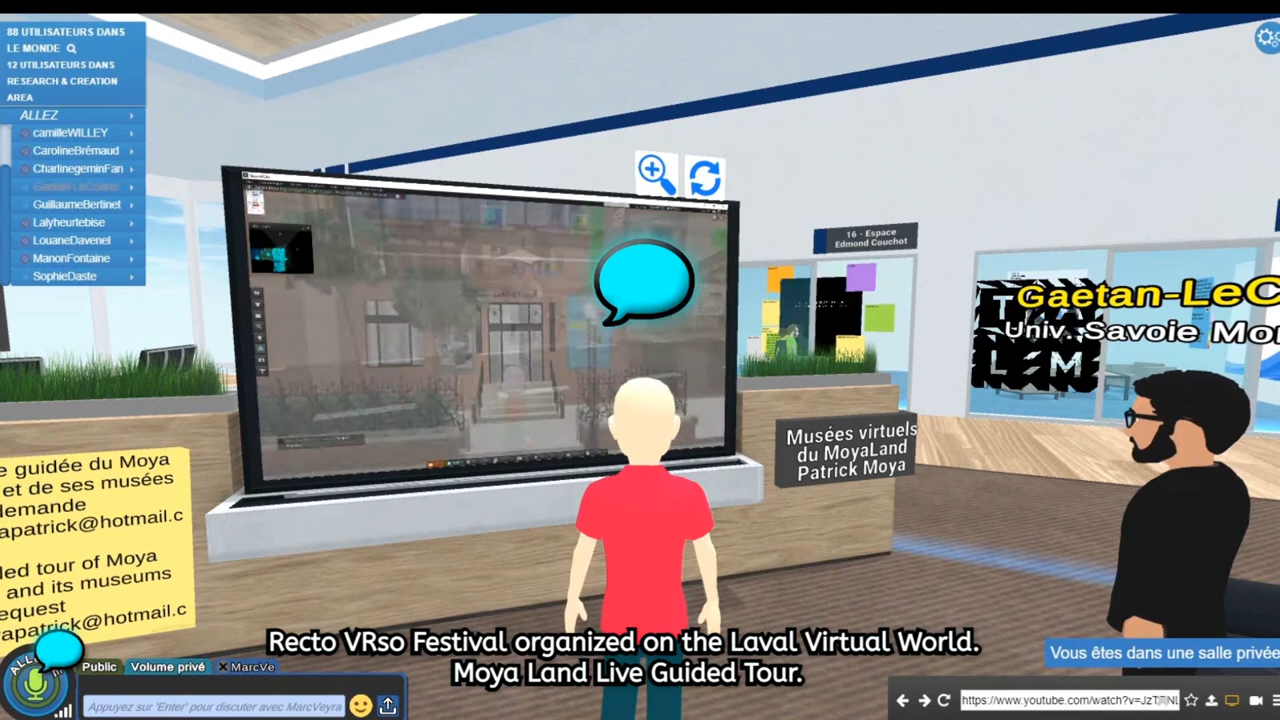 88 UTILISATEURS DANS
LE MONDE
12 UTILISATEURS DANS
RESEARCH & CREATION
AREA
ALLEZ
camilleWILLEY
CarolineBrémaud
CharlinegeminFan
GuillaumeBertinet
Lalyheurtebise
LouaneDavenel
ManonFontaine
SophieDaste
16 - Espace
Edmond Couchot
Gaetan-LeC
Univ. Savoie Mo
Musées virtuels
du MoyaLand
Patrick Moya
e guidée du Moya
et de ses musées
demande
apatrick@hotmail.c
ded tour of Moya
and its museums
equest
apatrick@hotmail.c
Recto VRso Festival organized on the Laval Virtual World.
Moya Land Live Guided Tour.
Vous êtes dans une salle privée
Public
Volume privé
X MarcVe
Appuyez sur 'Enter' pour discuter avec MarcVeyra
https://www.youtube.com/watch?v=JzT